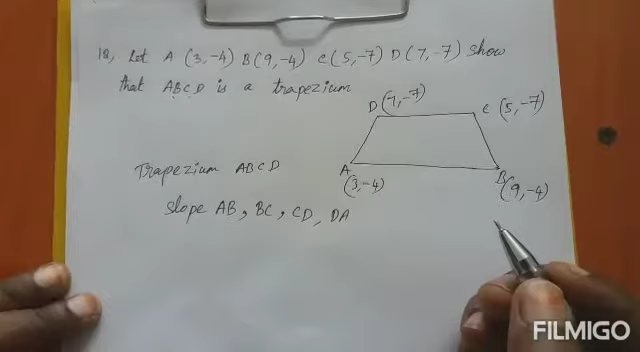 18, Let A (3,-4) B(9,-4) C(5,-7) D(7,-7) show
that ABCD is a trapezium
D(7,-7)
C (5,-7)
Trapezium ABCD
A
(3,-4)
B
(9,-4)
Slope AB, BC, CD, DA
FILMIGO